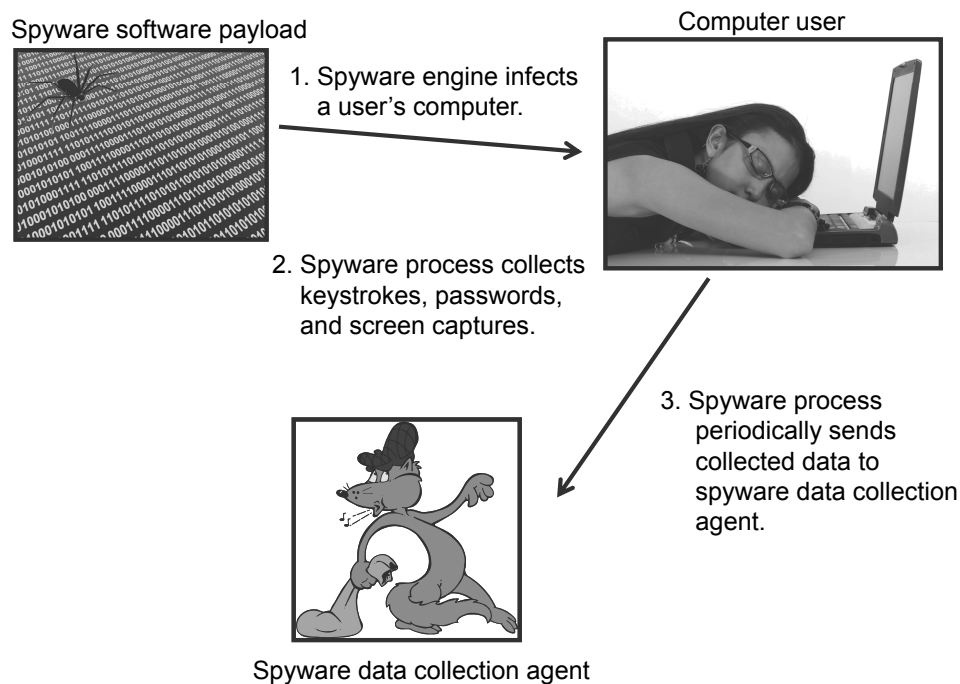 Spyware software payload
Computer user
1. Spyware engine infects
a user's computer.
2. Spyware process collects
keystrokes, passwords,
and screen captures.
3. Spyware process
periodically sends
collected data to
spyware data collection
agent.
Spyware data collection agent